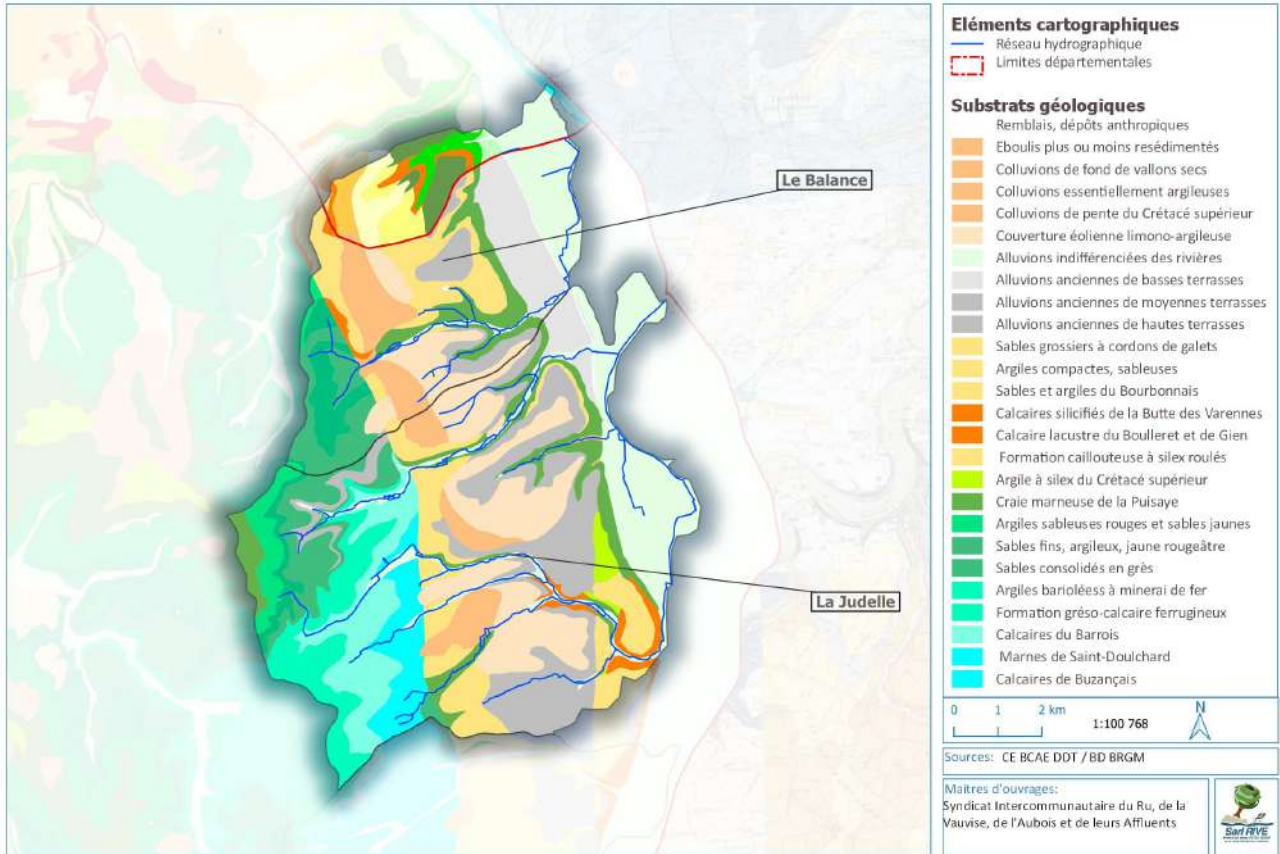 Le Balance
La Judelle
Eléments cartographiques
Réseau hydrographique
Limites départementales
Substrats géologiques
Remblais, dépôts anthropiques
Eboulis plus ou moins resédimentés
Colluvions de fond de vallons secs
Colluvions essentiellement argileuses
Colluvions de pente du Crétacé supérieur
Couverture éolienne limono-argileuse
Alluvions indifférenciées des rivières
Alluvions anciennes de basses terrasses
Alluvions anciennes de moyennes terrasses
Alluvions anciennes de hautes terrasses
Sables grossiers à cordons de galets
Argiles compactes, sableuses
Sables et argiles du Bourbonnais
Calcaires silicifiés de la Butte des Varennes
Calcaire lacustre du Boulleret et de Gien
Formation caillouteuse à silex roulés
Argile à silex du Crétacé supérieur
Craie marneuse de la Puisaye
Argiles sableuses rouges et sables jaunes
Sables fins, argileux, jaune rougeâtre
Sables consolidés en grès
Argiles barioléess à minerai de fer
Formation gréso-calcaire ferrugineux
Calcaires du Barrois
Marnes de Saint-Doulchard
Calcaires de Buzançais
0 1 2 km
1:100 768
N
Sources: CE BCAE DDT / BD BRGM
Maîtres d'ouvrages:
Syndicat Intercommunautaire du Ru, de la
Vauvise, de l'Aubois et de leurs Affluents
Sarl RIVE